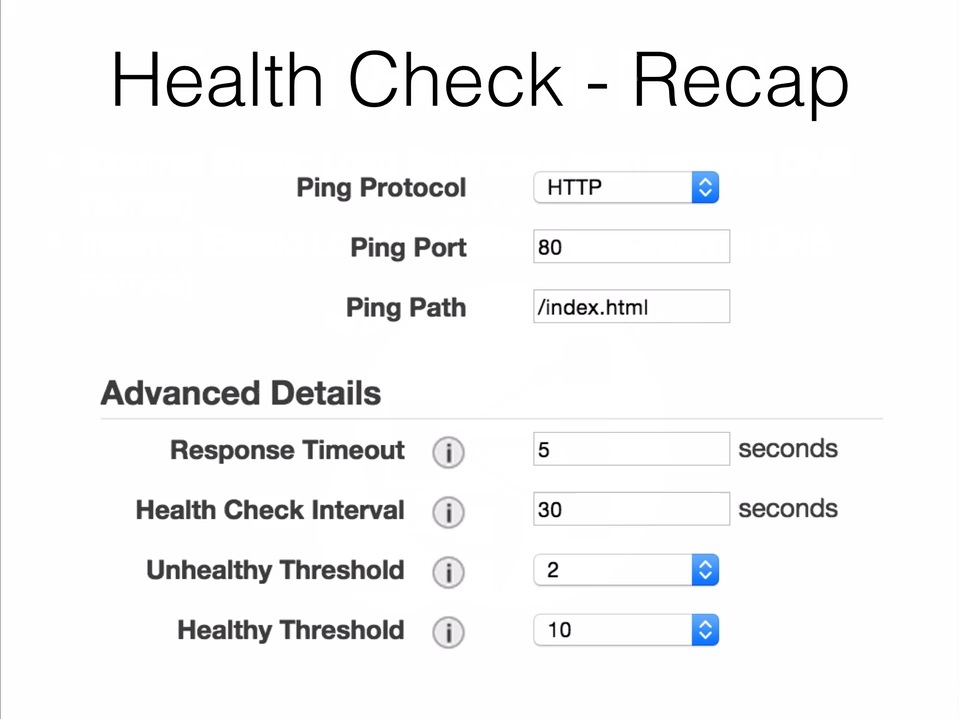 Health Check - Recap
Ping Protocol HTTP
Ping Port 80
Ping Path /index.html
Advanced Details
Response Timeout i 5 seconds
Health Check Interval i 30 seconds
Unhealthy Threshold i 2
Healthy Threshold i 10